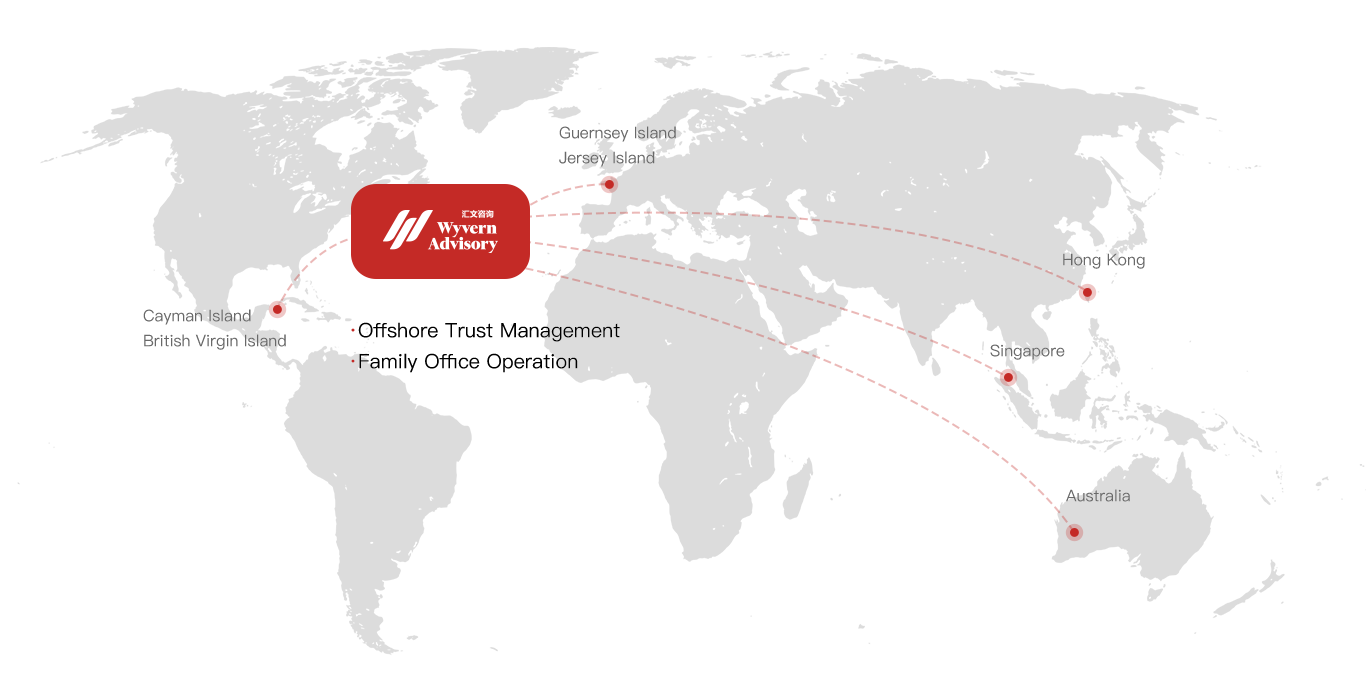 Guernsey Island
Jersey Island
汇文咨询
Wyvern
Advisory
Hong Kong
Cayman Island
British Virgin Island
·Offshore Trust Management
·Family Office Operation
Singapore
Australia